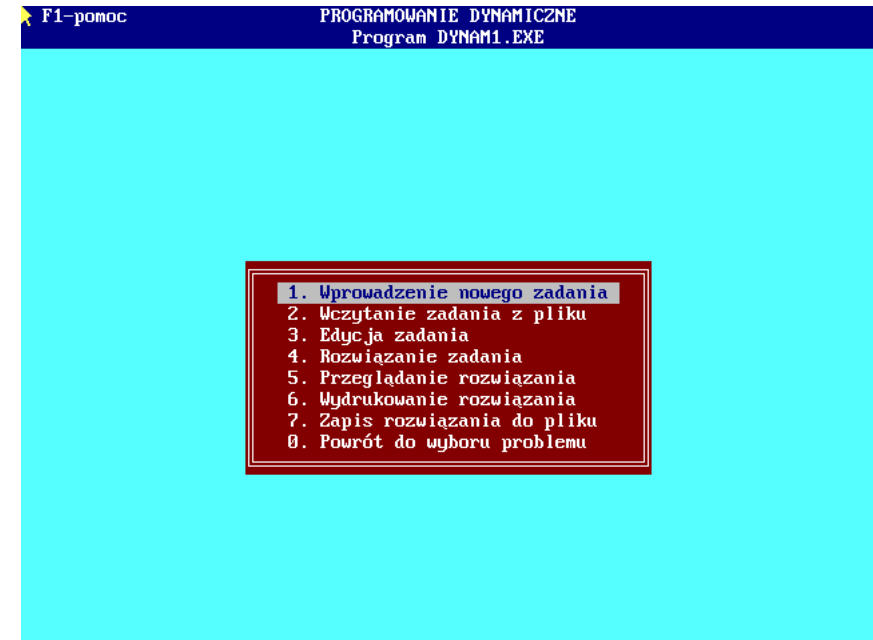 F1-pomoc
PROGRAMOWANIE DYNAMICZNE
Program DYNAM1.EXE
1. Wprowadzenie nowego zadania
2. Wczytanie zadania z pliku
3. Edycja zadania
4. Rozwiązanie zadania
5. Przeglądanie rozwiązania
6. Wydrukowanie rozwiązania
7. Zapis rozwiązania do pliku
0. Powrót do wyboru problemu